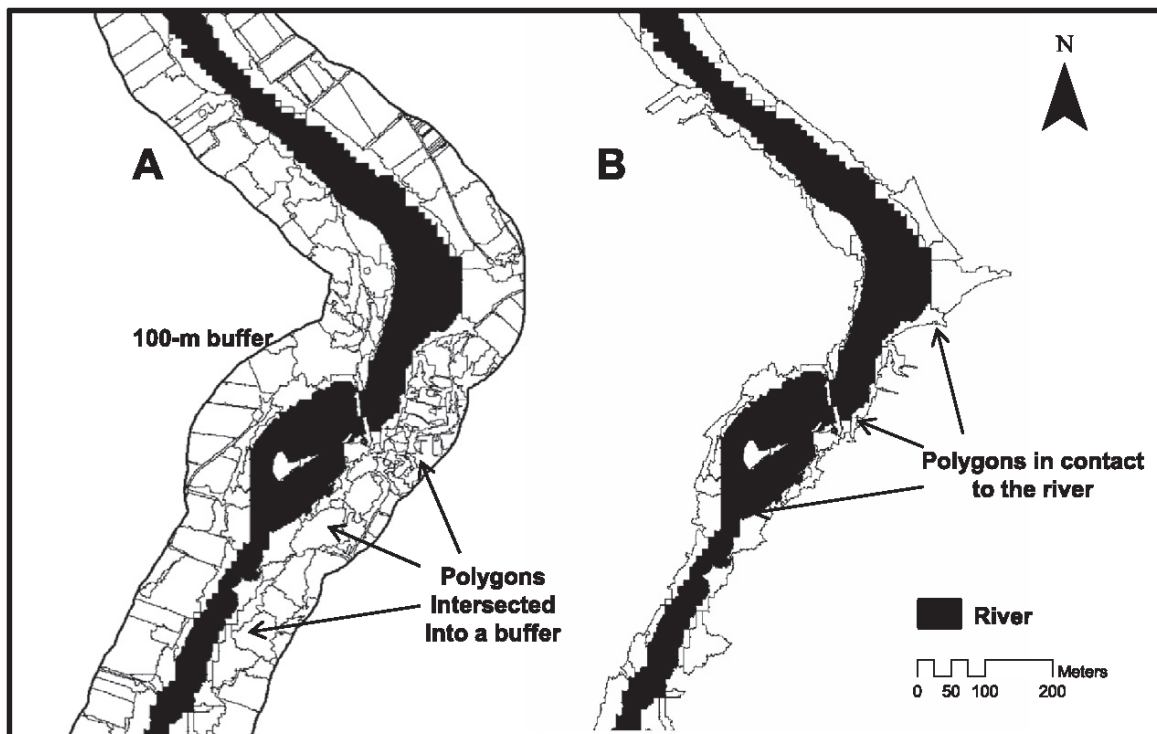 N
A
B
100-m buffer
Polygons
Intersected
Into a buffer
Polygons in contact
to the river
River
Meters
0 50 100 200